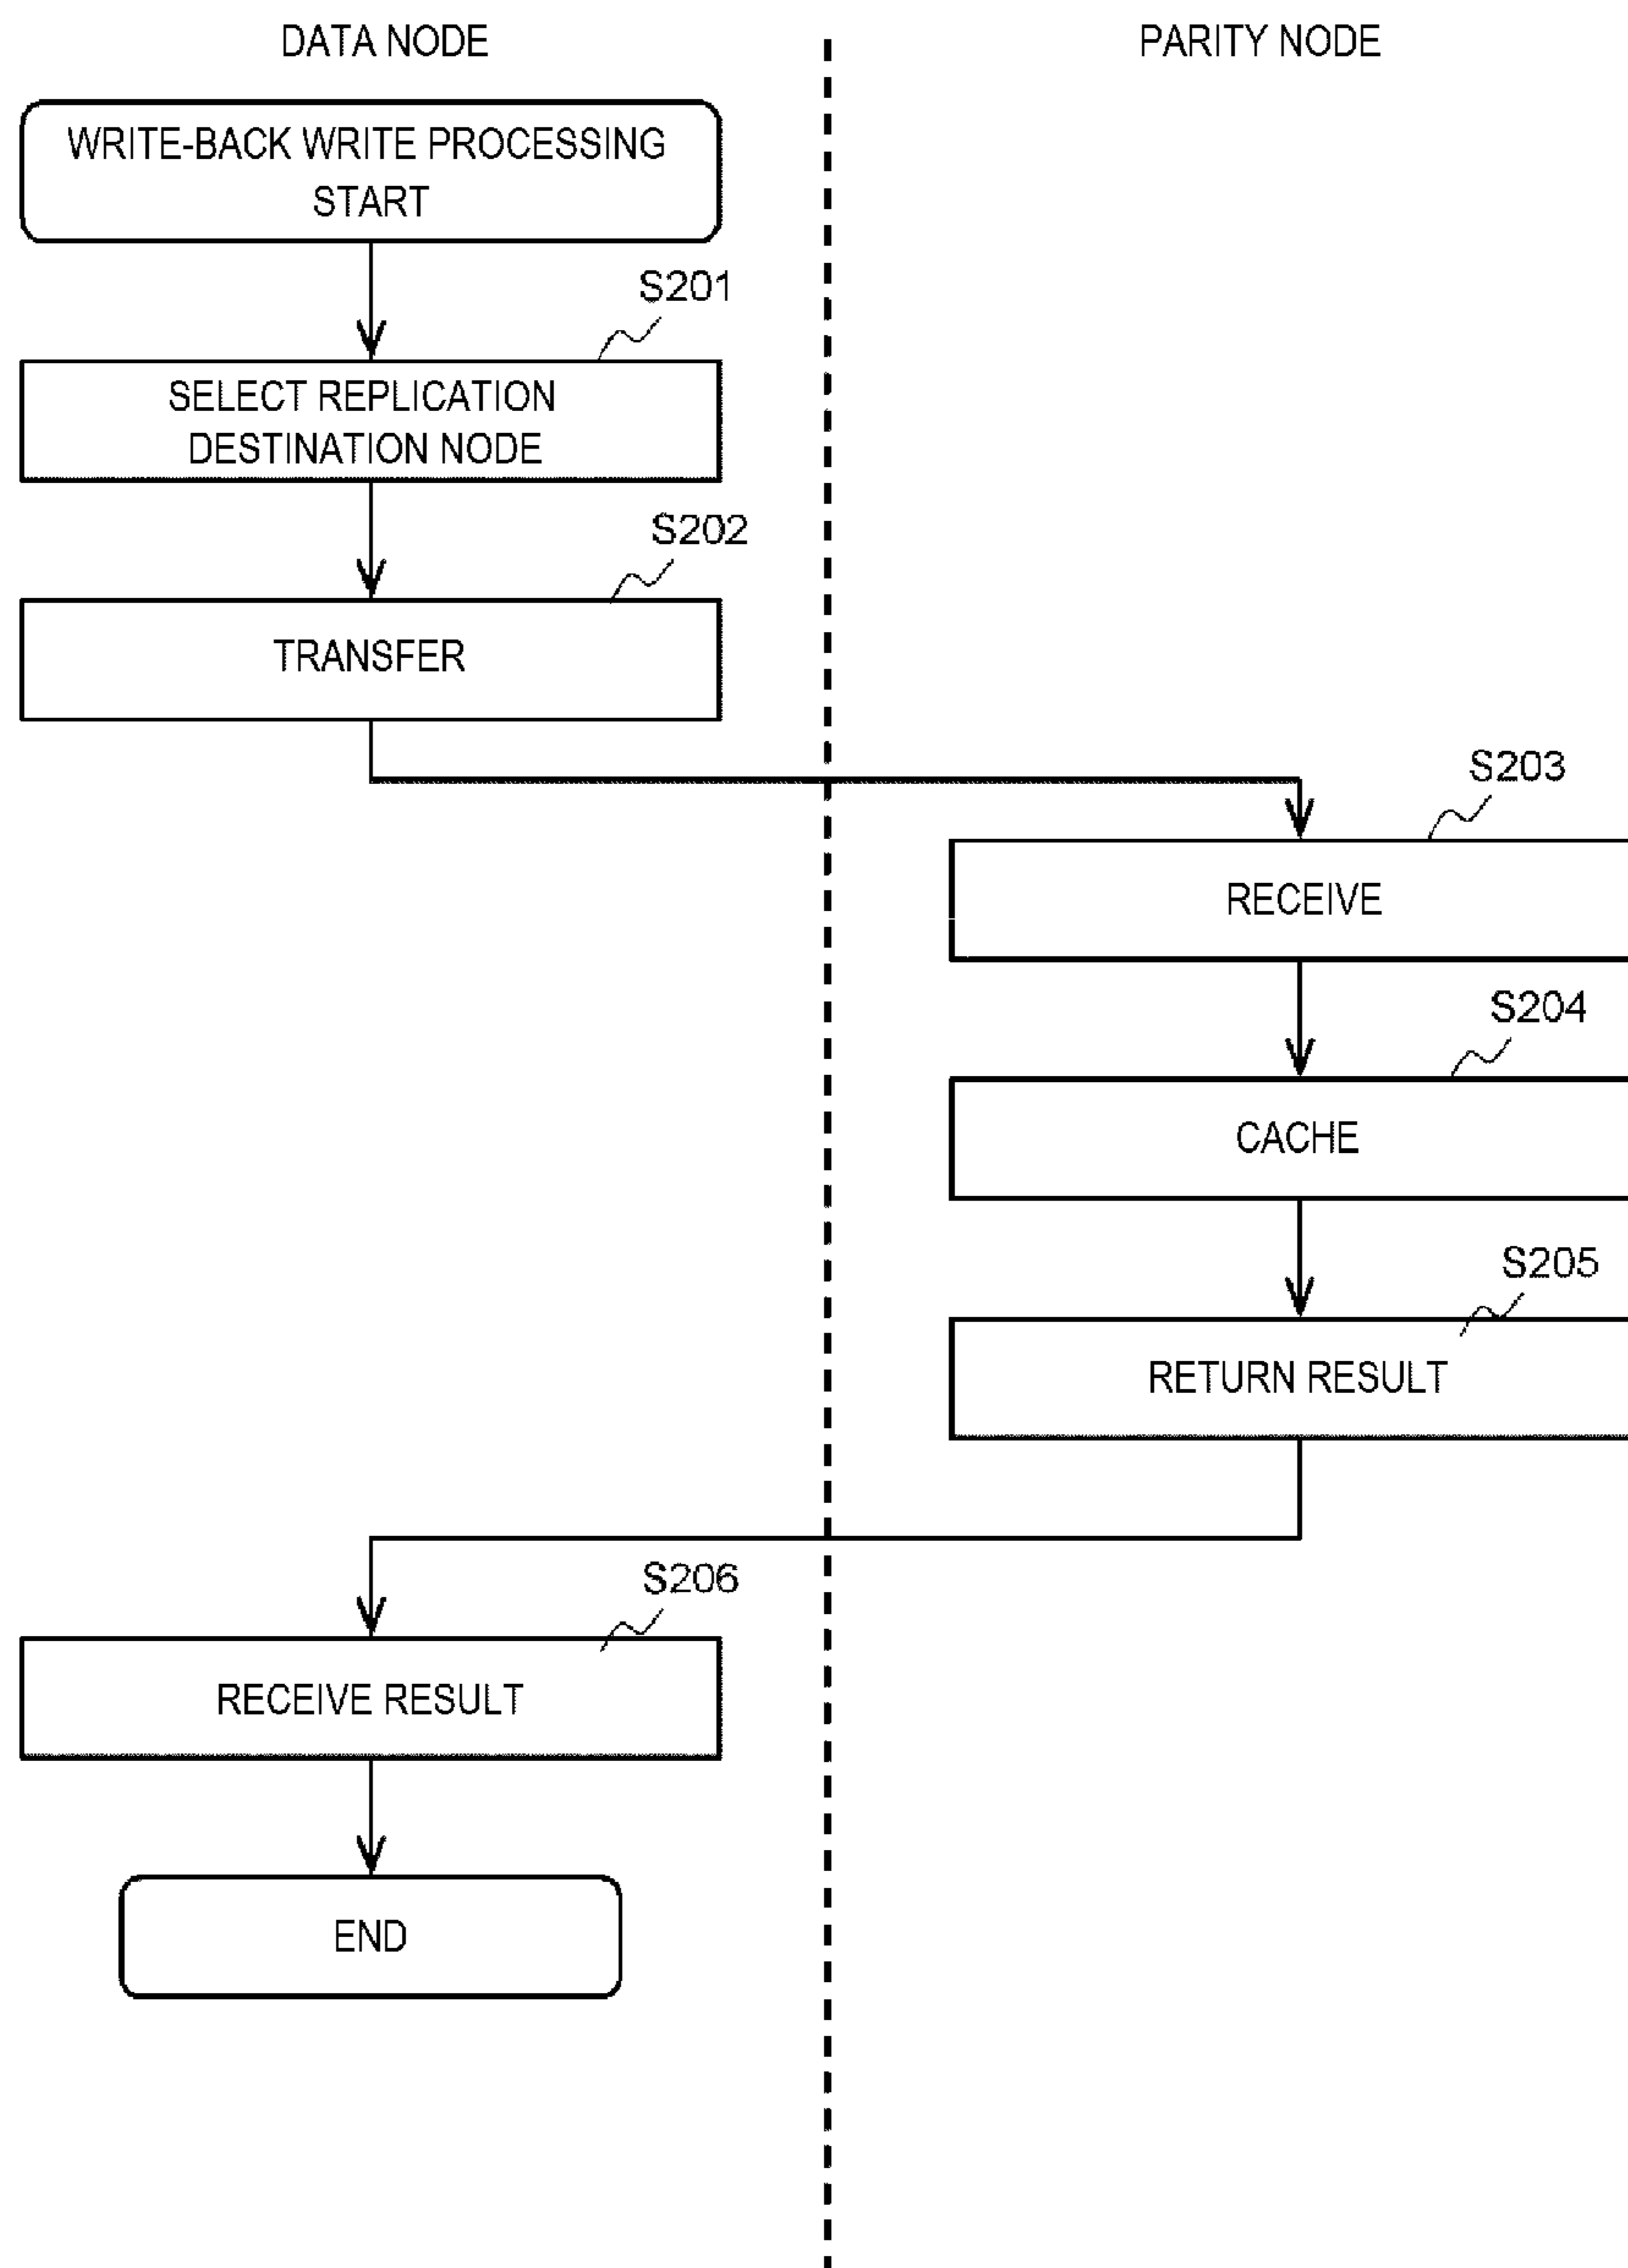 DATA NODE
PARITY NODE
WRITE-BACK WRITE PROCESSING
START
S201
SELECT REPLICATION
DESTINATION NODE
S202
TRANSFER
S203
RECEIVE
S204
CACHE
S205
RETURN RESULT
S206
RECEIVE RESULT
END